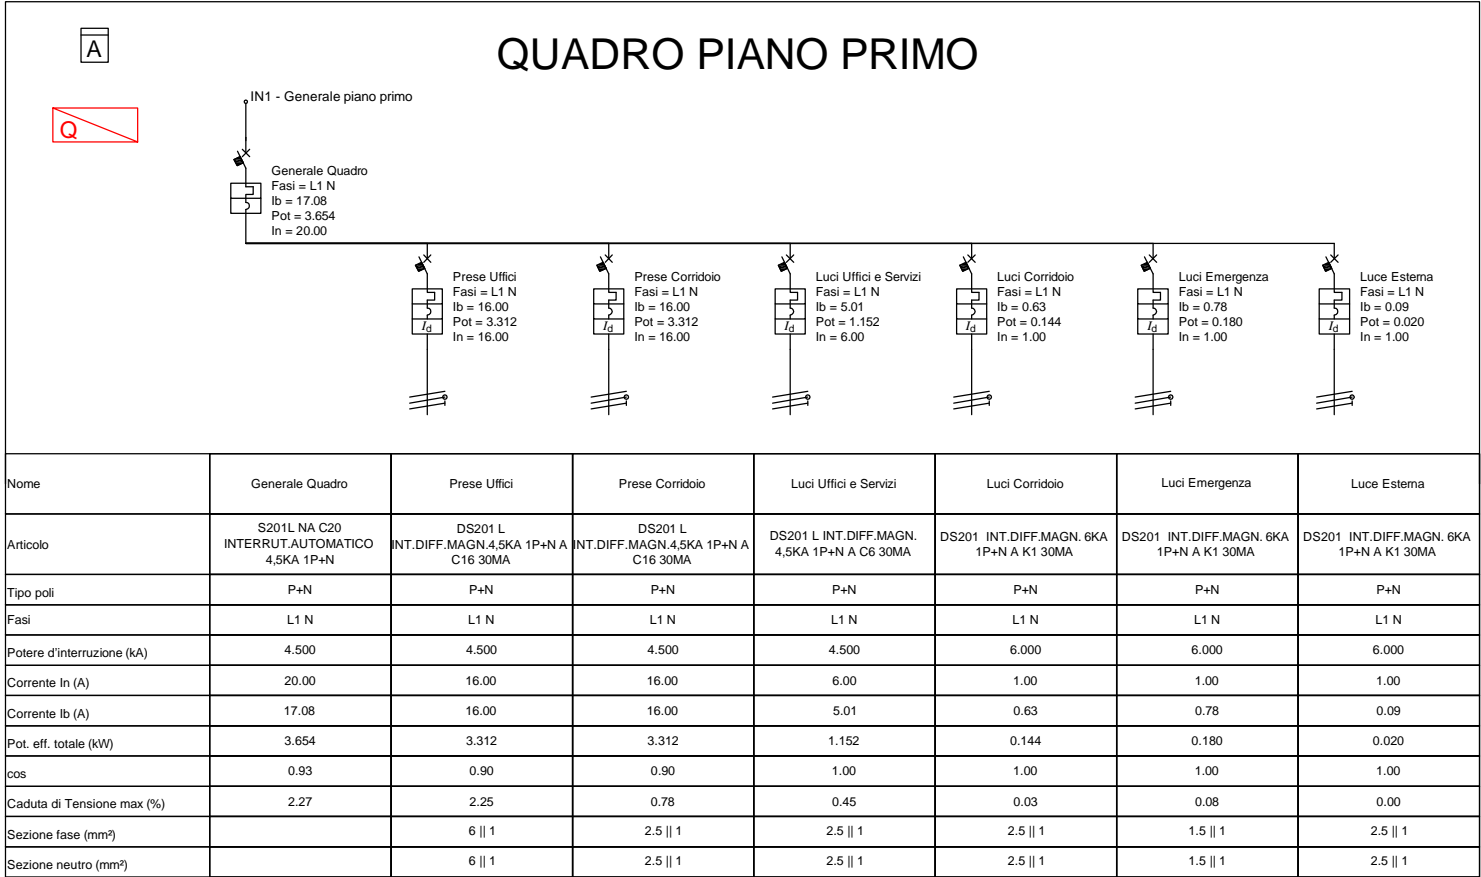 A
QUADRO PIANO PRIMO
Q
IN1 - Generale piano primo
Generale Quadro
Fasi = L1 N
Ib = 17.08
Pot = 3.654
In = 20.00
Prese Uffici
Fasi = L1 N
Ib = 16.00
Pot = 3.312
In = 16.00
Id
Prese Corridoio
Fasi = L1 N
Ib = 16.00
Pot = 3.312
In = 16.00
Id
Luci Uffici e Servizi
Fasi = L1 N
Ib = 5.01
Pot = 1.152
In = 6.00
Id
Luci Corridoio
Fasi = L1 N
Ib = 0.63
Pot = 0.144
In = 1.00
Id
Luci Emergenza
Fasi = L1 N
Ib = 0.78
Pot = 0.180
In = 1.00
Id
Luce Esterna
Fasi = L1 N
Ib = 0.09
Pot = 0.020
In = 1.00
Id
Nome Generale Quadro Prese Uffici Prese Corridoio Luci Uffici e Servizi Luci Corridoio Luci Emergenza Luce Esterna
Articolo
S201L NA C20
INTERRUT.AUTOMATICO
4,5KA 1P+N
DS201 L
INT.DIFF.MAGN.4,5KA 1P+N A
C16 30MA
DS201 L
INT.DIFF.MAGN.4,5KA 1P+N A
C16 30MA
DS201 L INT.DIFF.MAGN.
4,5KA 1P+N A C6 30MA
DS201 INT.DIFF.MAGN. 6KA
1P+N A K1 30MA
DS201 INT.DIFF.MAGN. 6KA
1P+N A K1 30MA
DS201 INT.DIFF.MAGN. 6KA
1P+N A K1 30MA
Tipo poli P+N P+N P+N P+N P+N P+N P+N
Fasi L1 N L1 N L1 N L1 N L1 N L1 N L1 N
Potere d'interruzione (kA) 4.500 4.500 4.500 4.500 6.000 6.000 6.000
Corrente In (A) 20.00 16.00 16.00 6.00 1.00 1.00 1.00
Corrente Ib (A) 17.08 16.00 16.00 5.01 0.63 0.78 0.09
Pot. eff. totale (kW) 3.654 3.312 3.312 1.152 0.144 0.180 0.020
cos 0.93 0.90 0.90 1.00 1.00 1.00 1.00
Caduta di Tensione max (%) 2.27 2.25 0.78 0.45 0.03 0.08 0.00
Sezione fase (mm²) 6 || 1 2.5 || 1 2.5 || 1 2.5 || 1 1.5 || 1 2.5 || 1
Sezione neutro (mm²) 6 || 1 2.5 || 1 2.5 || 1 2.5 || 1 1.5 || 1 2.5 || 1